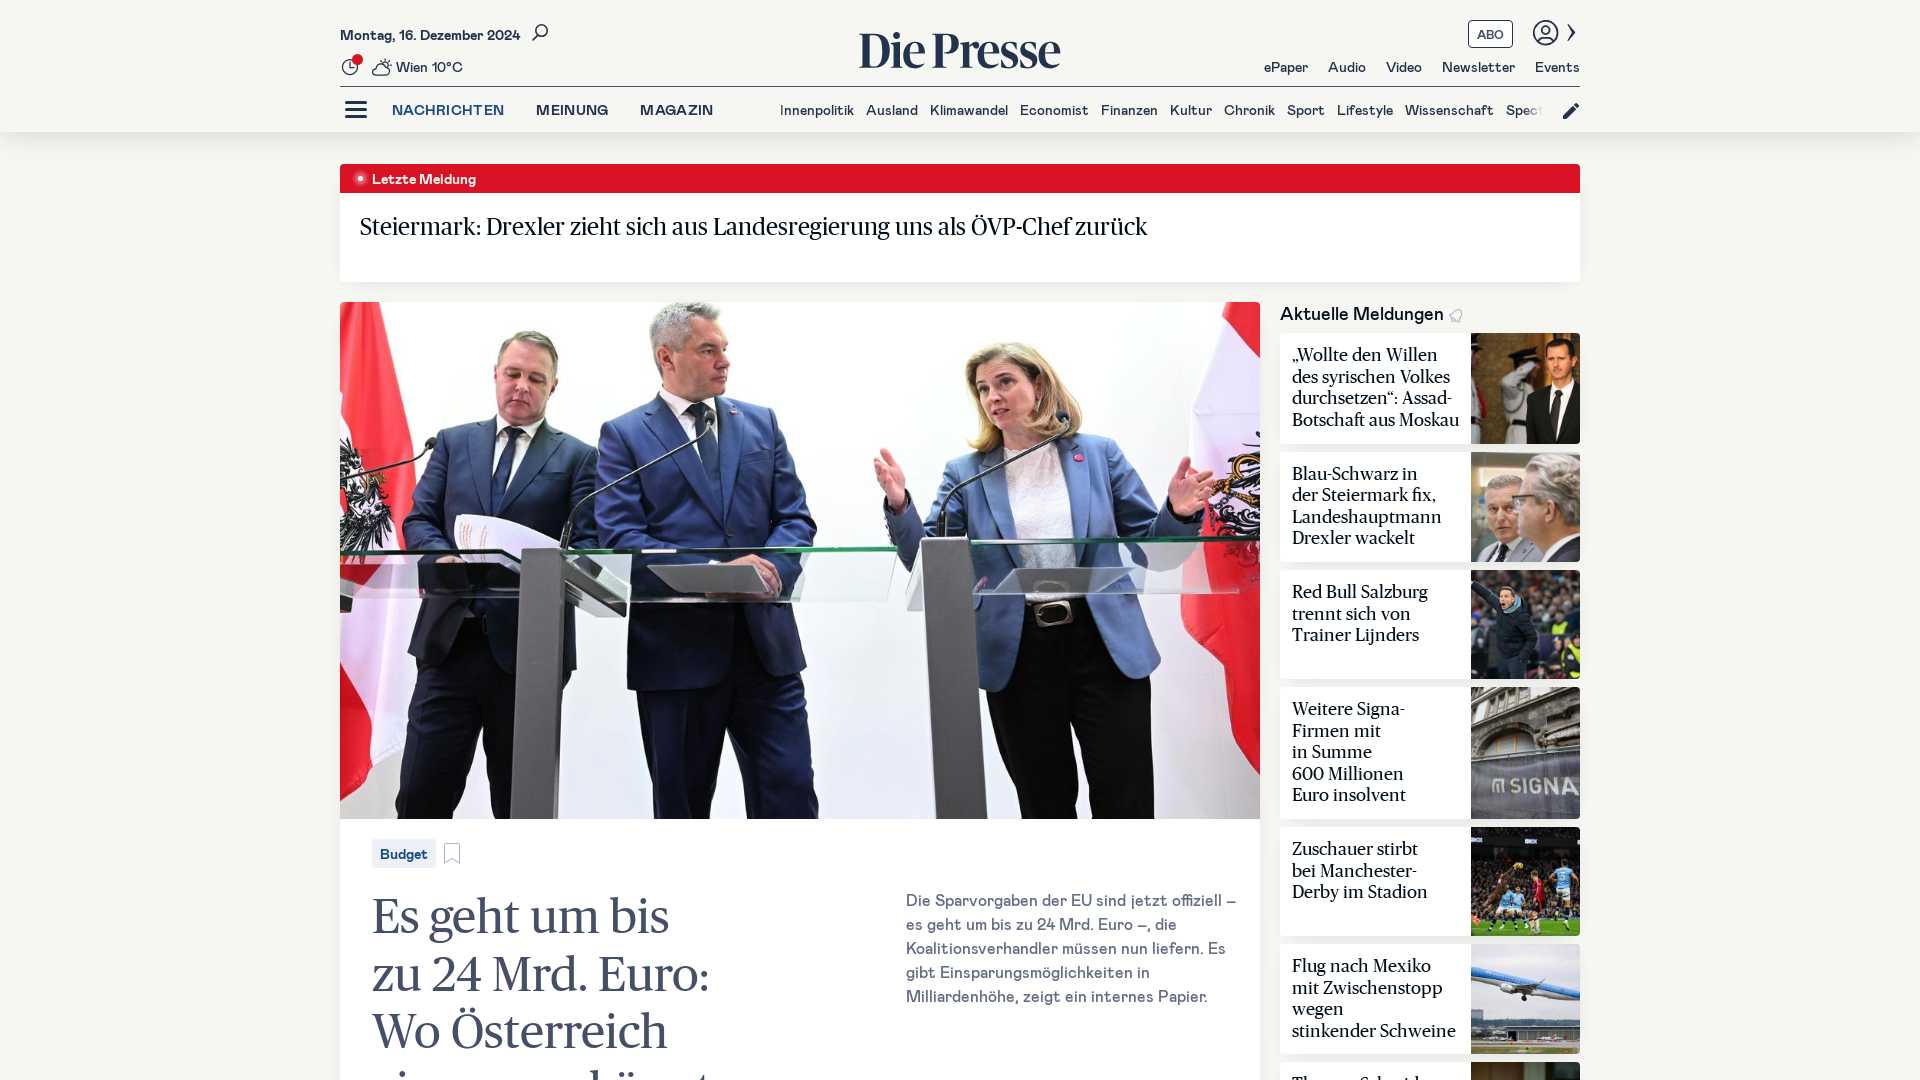 Montag, 16. Dezember 2024
Wien 10°C
Die Presse
ABO
ePaper
Audio
Video
Newsletter
Events
NACHRICHTEN
MEINUNG
MAGAZIN
Innenpolitik
Ausland
Klimawandel
Economist
Finanzen
Kultur
Chronik
Sport
Lifestyle
Wissenschaft
Letzte Meldung
Steiermark: Drexler zieht sich aus Landesregierung uns als ÖVP-Chef zurück
Budget
Es geht um bis
zu 24 Mrd. Euro:
Wo Österreich
Die Sparvorgaben der EU sind jetzt offiziell –
es geht um bis zu 24 Mrd. Euro –, die
Koalitionsverhandler müssen nun liefern. Es
gibt Einsparungsmöglichkeiten in
Milliardenhöhe, zeigt ein internes Papier.
Aktuelle Meldungen
„Wollte den Willen
des syrischen Volkes
durchsetzen“: Assad-
Botschaft aus Moskau
Blau-Schwarz in
der Steiermark fix,
Landeshauptmann
Drexler wackelt
Red Bull Salzburg
trennt sich von
Trainer Lijnders
Weitere Signa-
Firmen mit
in Summe
600 Millionen
Euro insolvent
SIGNA
Zuschauer stirbt
bei Manchester-
Derby im Stadion
Flug nach Mexiko
mit Zwischenstopp
wegen
stinkender Schweine